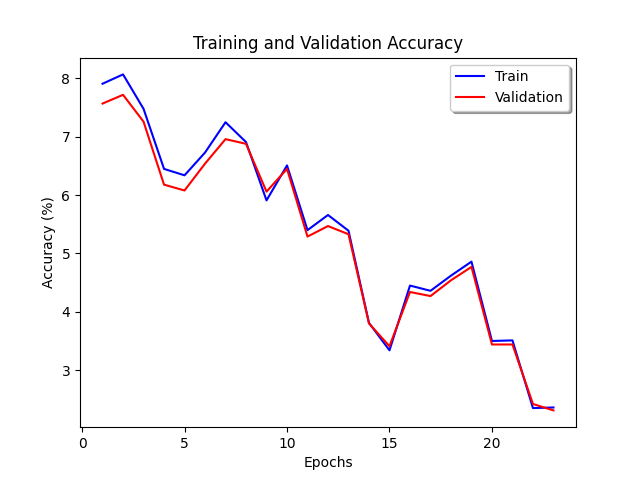 Training and Validation Accuracy
Train
Validation
Accuracy (%)
8
7
6
5
4
3
0
5
10
15
20
Epochs